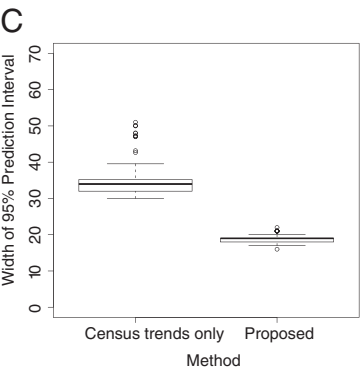 C
Width of 95% Prediction Interval
70
60
50
40
30
20
10
0
Census trends only Proposed
Method